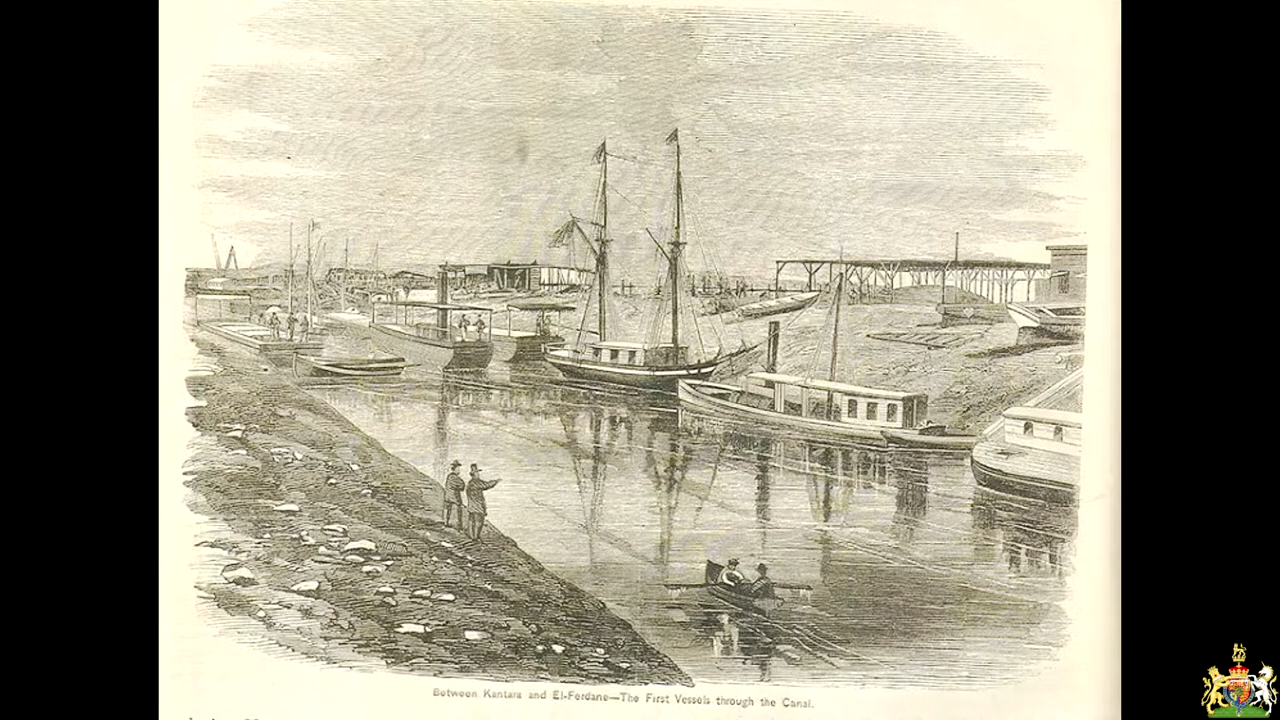 Between Kantara and El-Ferdane—The First Vessels through the Canal.